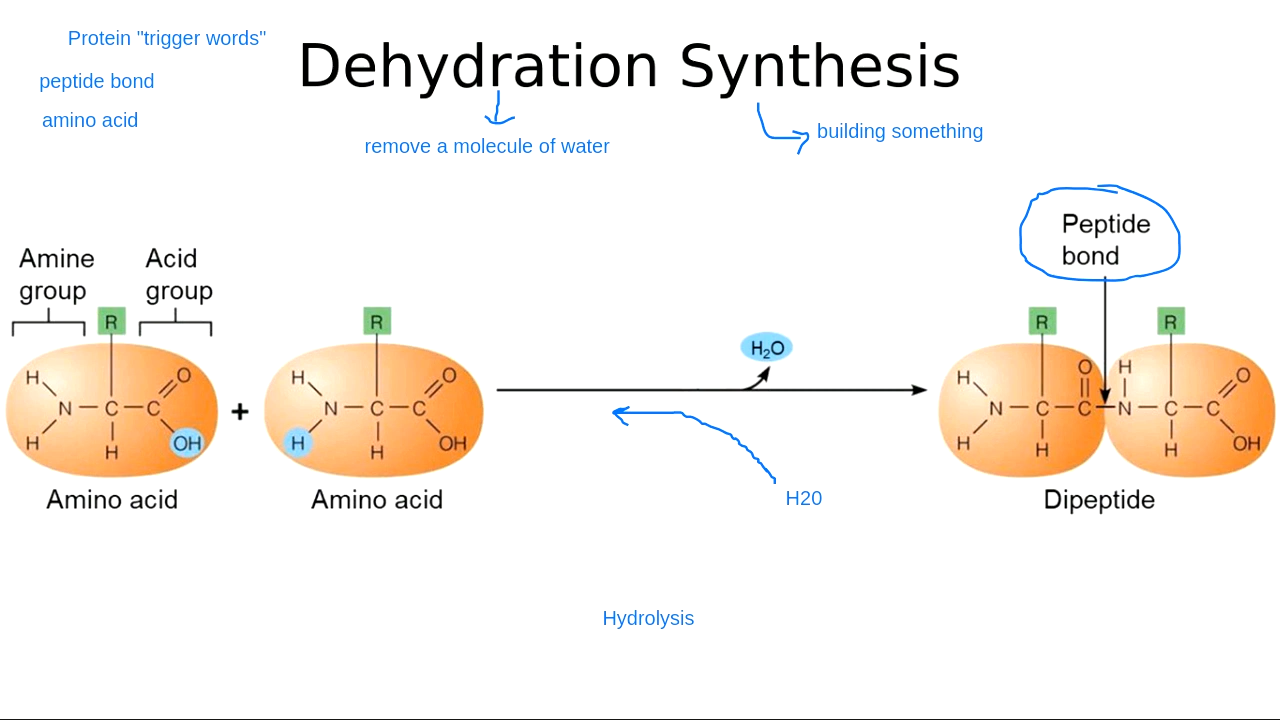 Protein "trigger words"
Dehydration Synthesis
peptide bond
amino acid
remove a molecule of water
building something
Peptide
bond
Amine
group
Acid
group
R
R
H₂O
R
R
H
O
N
C
C
H
H
OH
+
H
O
N
C
C
H
H
OH
H
O
H
O
N
C
C
N
C
C
H
H
H
OH
Amino acid
Amino acid
H20
Dipeptide
Hydrolysis